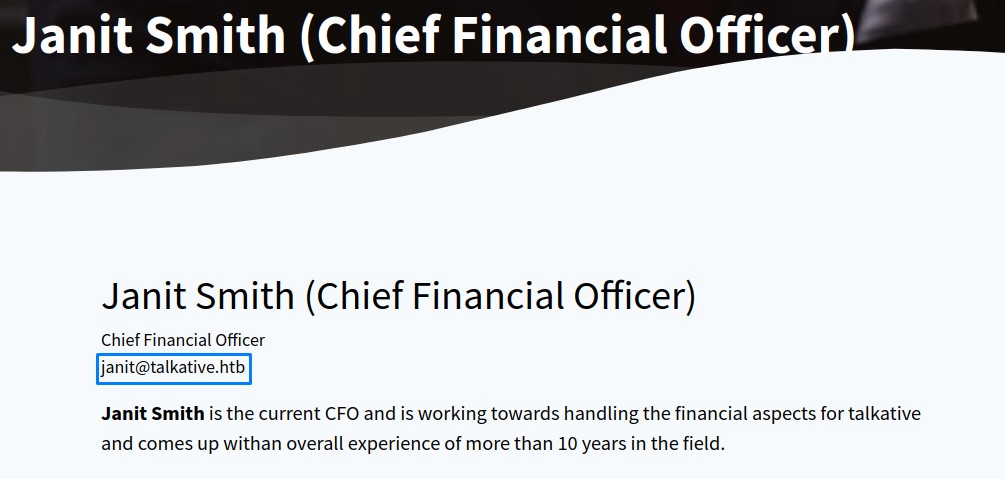 Janit Smith (Chief Financial Officer)
Janit Smith (Chief Financial Officer)
Chief Financial Officer
janit@talkative.htb
Janit Smith is the current CFO and is working towards handling the financial aspects for talkative
and comes up withan overall experience of more than 10 years in the field.